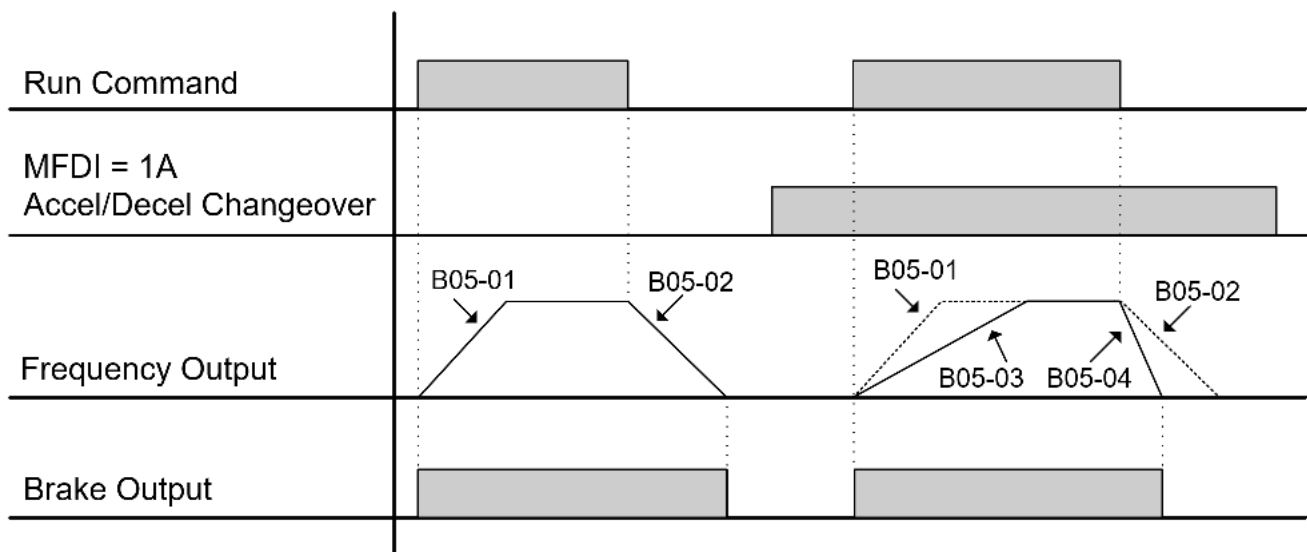 Run Command
MFDI = 1A
Accel/Decel Changeover
B05-01
B05-02
B05-01
B05-02
Frequency Output
B05-03
B05-04
Brake Output